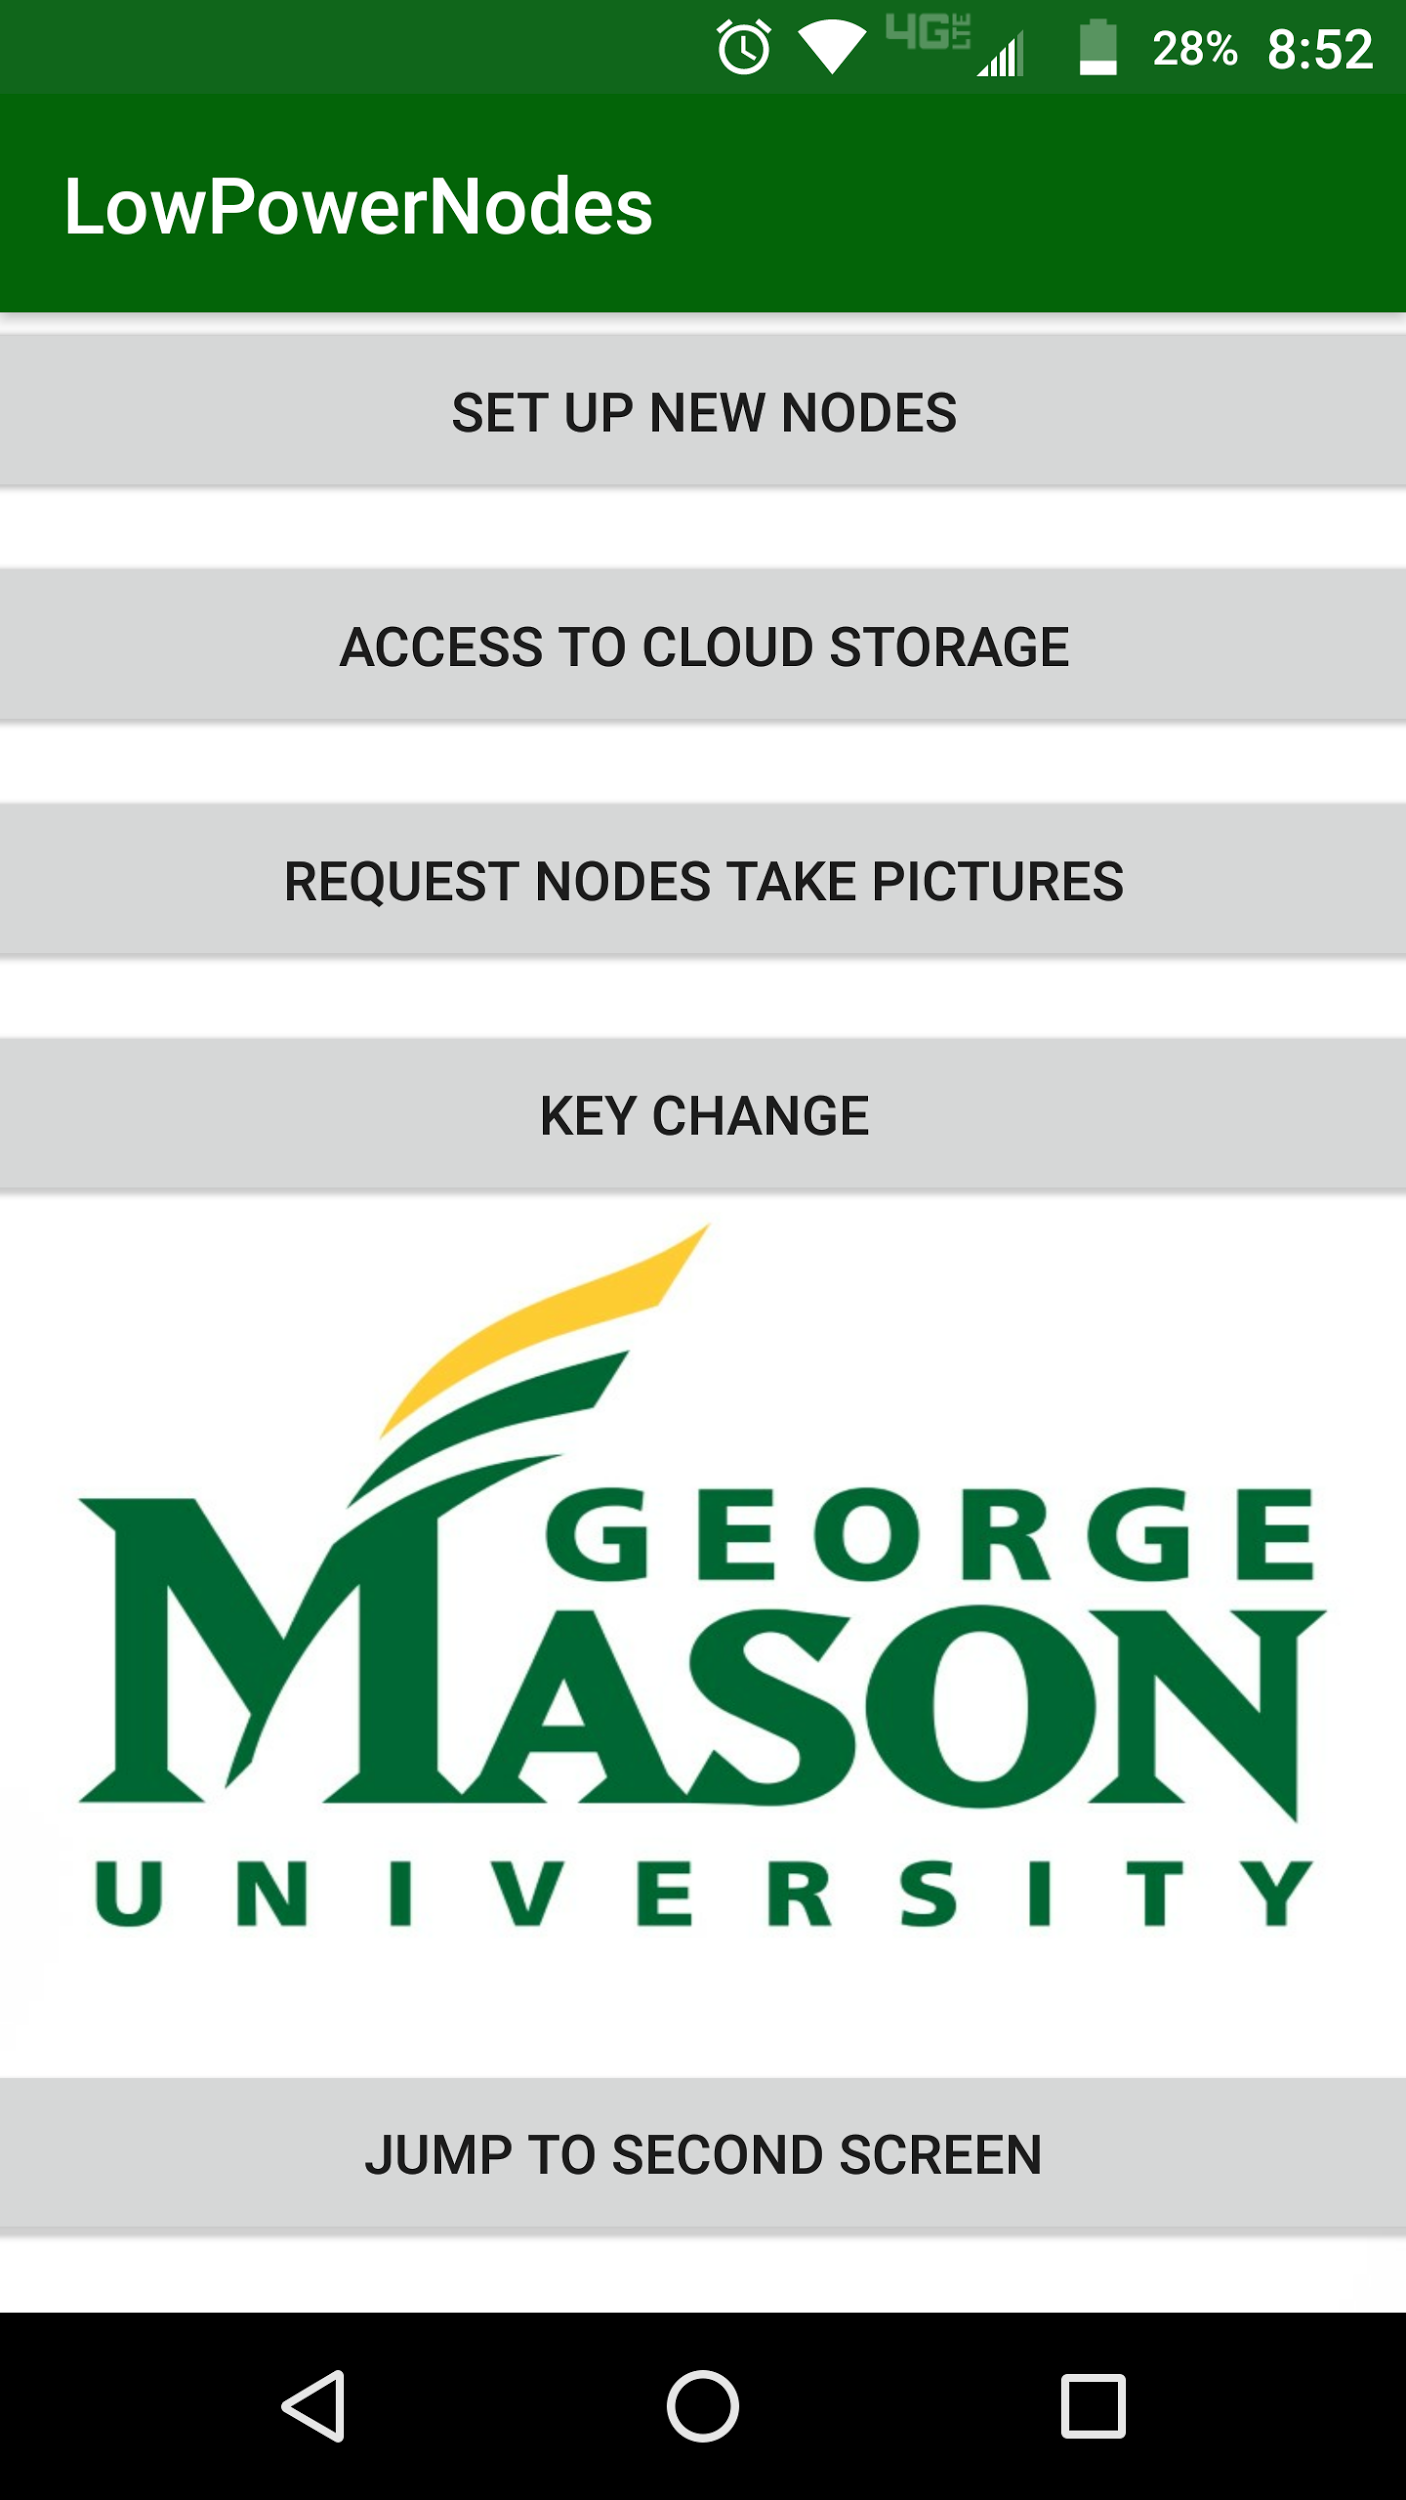 4G LTE 28% 8:52
LowPowerNodes
SET UP NEW NODES
ACCESS TO CLOUD STORAGE
REQUEST NODES TAKE PICTURES
KEY CHANGE
GEORGE
MASON
UNIVERSITY
JUMP TO SECOND SCREEN